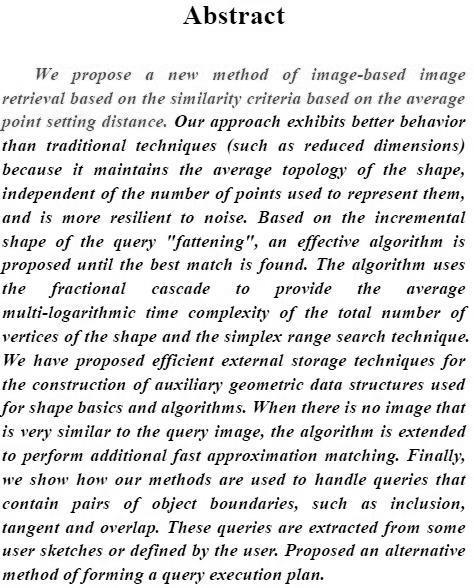 Abstract
We propose a new method of image-based image
retrieval based on the similarity criteria based on the average
point setting distance. Our approach exhibits better behavior
than traditional techniques (such as reduced dimensions)
because it maintains the average topology of the shape,
independent of the number of points used to represent them,
and is more resilient to noise. Based on the incremental
shape of the query "fattening", an effective algorithm is
proposed until the best match is found. The algorithm uses
the fractional cascade to provide the average
multi-logarithmic time complexity of the total number of
vertices of the shape and the simplex range search technique.
We have proposed efficient external storage techniques for
the construction of auxiliary geometric data structures used
for shape basics and algorithms. When there is no image that
is very similar to the query image, the algorithm is extended
to perform additional fast approximation matching. Finally,
we show how our methods are used to handle queries that
contain pairs of object boundaries, such as inclusion,
tangent and overlap. These queries are extracted from some
user sketches or defined by the user. Proposed an alternative
method of forming a query execution plan.